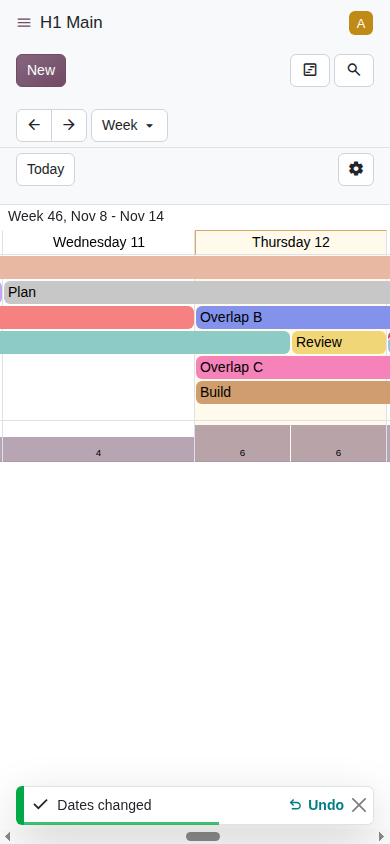 H1 Main
A
New
Week
Today
Week 46, Nov 8 - Nov 14
Wednesday 11
Thursday 12
Plan
Overlap B
Review
Overlap C
Build
4
6
6
Dates changed
Undo